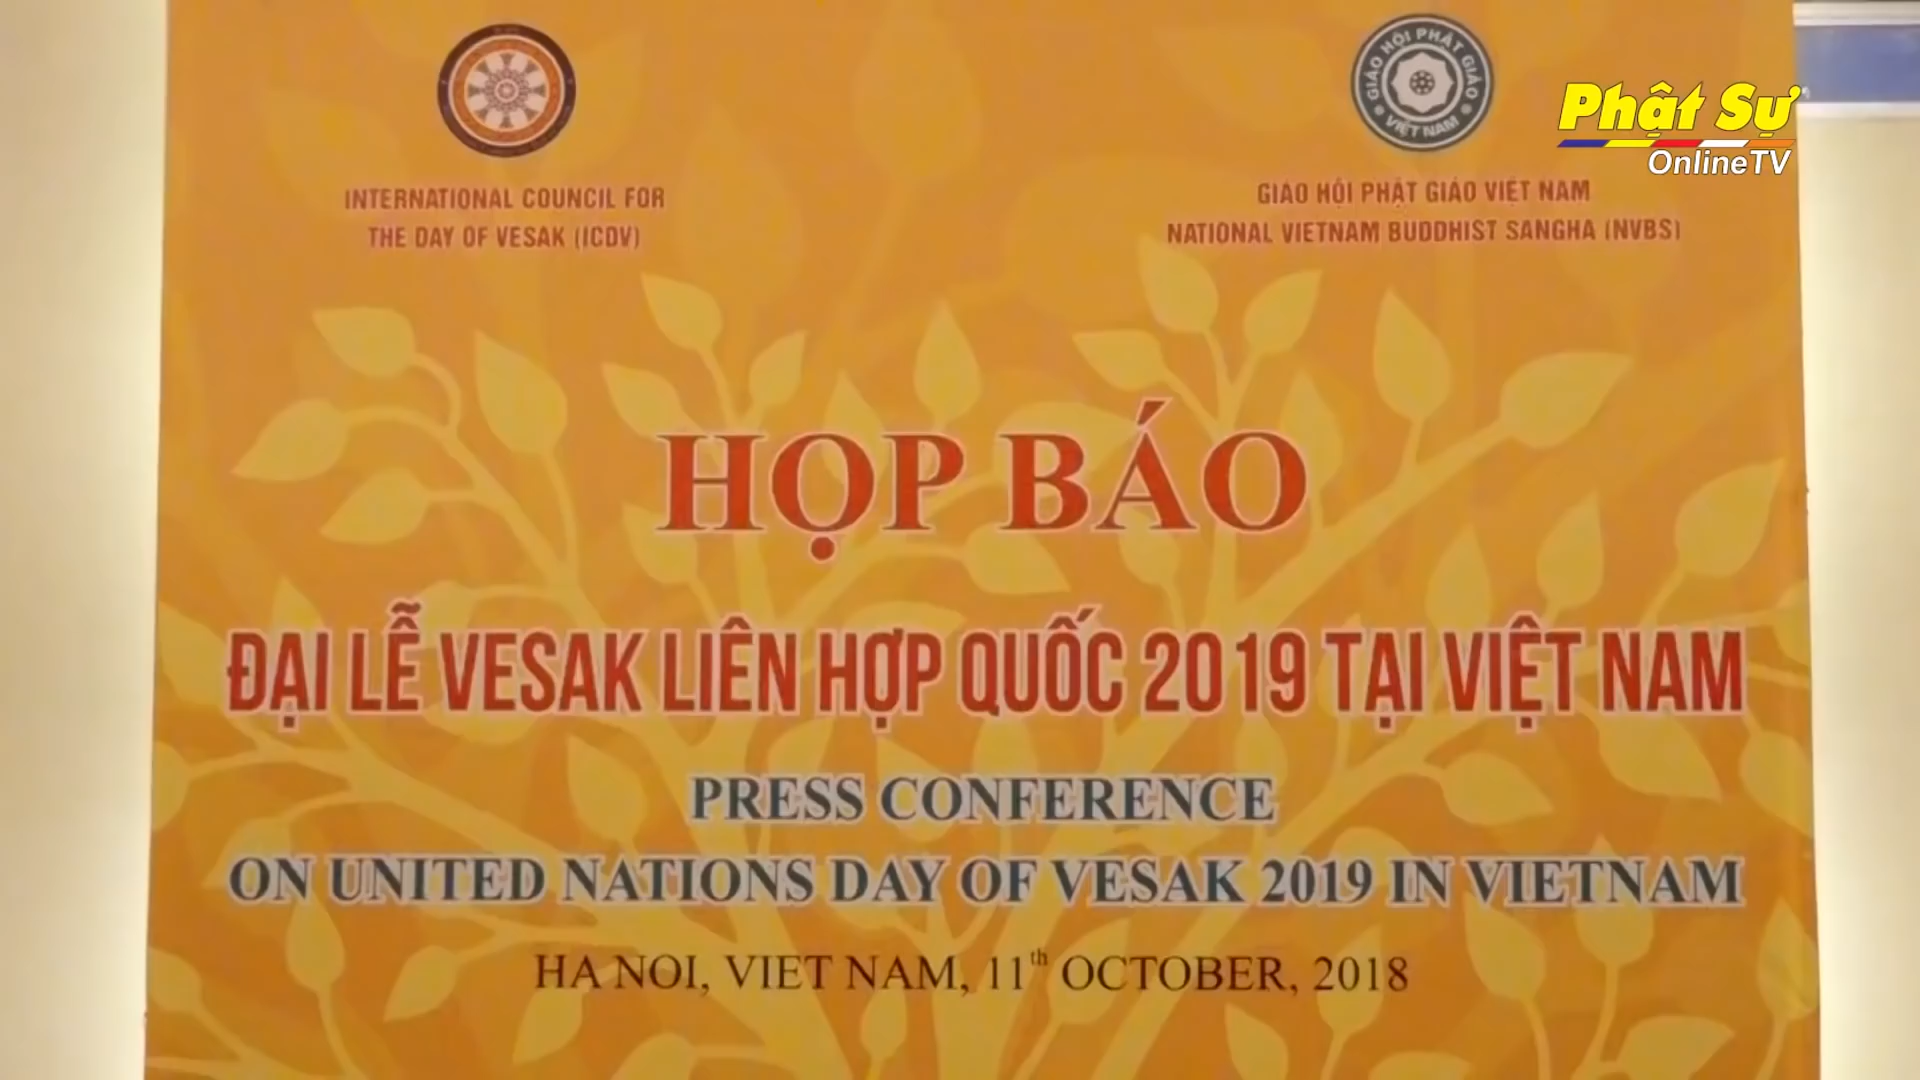 GIÁO HỘI PHẬT GIÁO
VIỆT NAM
Phật Sự
OnlineTV
INTERNATIONAL COUNCIL FOR
THE DAY OF VESAK (ICDV)
GIÁO HỘI PHẬT GIÁO VIỆT NAM
NATIONAL VIETNAM BUDDHIST SANGHA (NVBS)
HỌP BÁO
ĐẠI LỄ VESAK LIÊN HỢP QUỐC 2019 TẠI VIỆT NAM
PRESS CONFERENCE
ON UNITED NATIONS DAY OF VESAK 2019 IN VIETNAM
HA NOI, VIET NAM, 11th OCTOBER, 2018